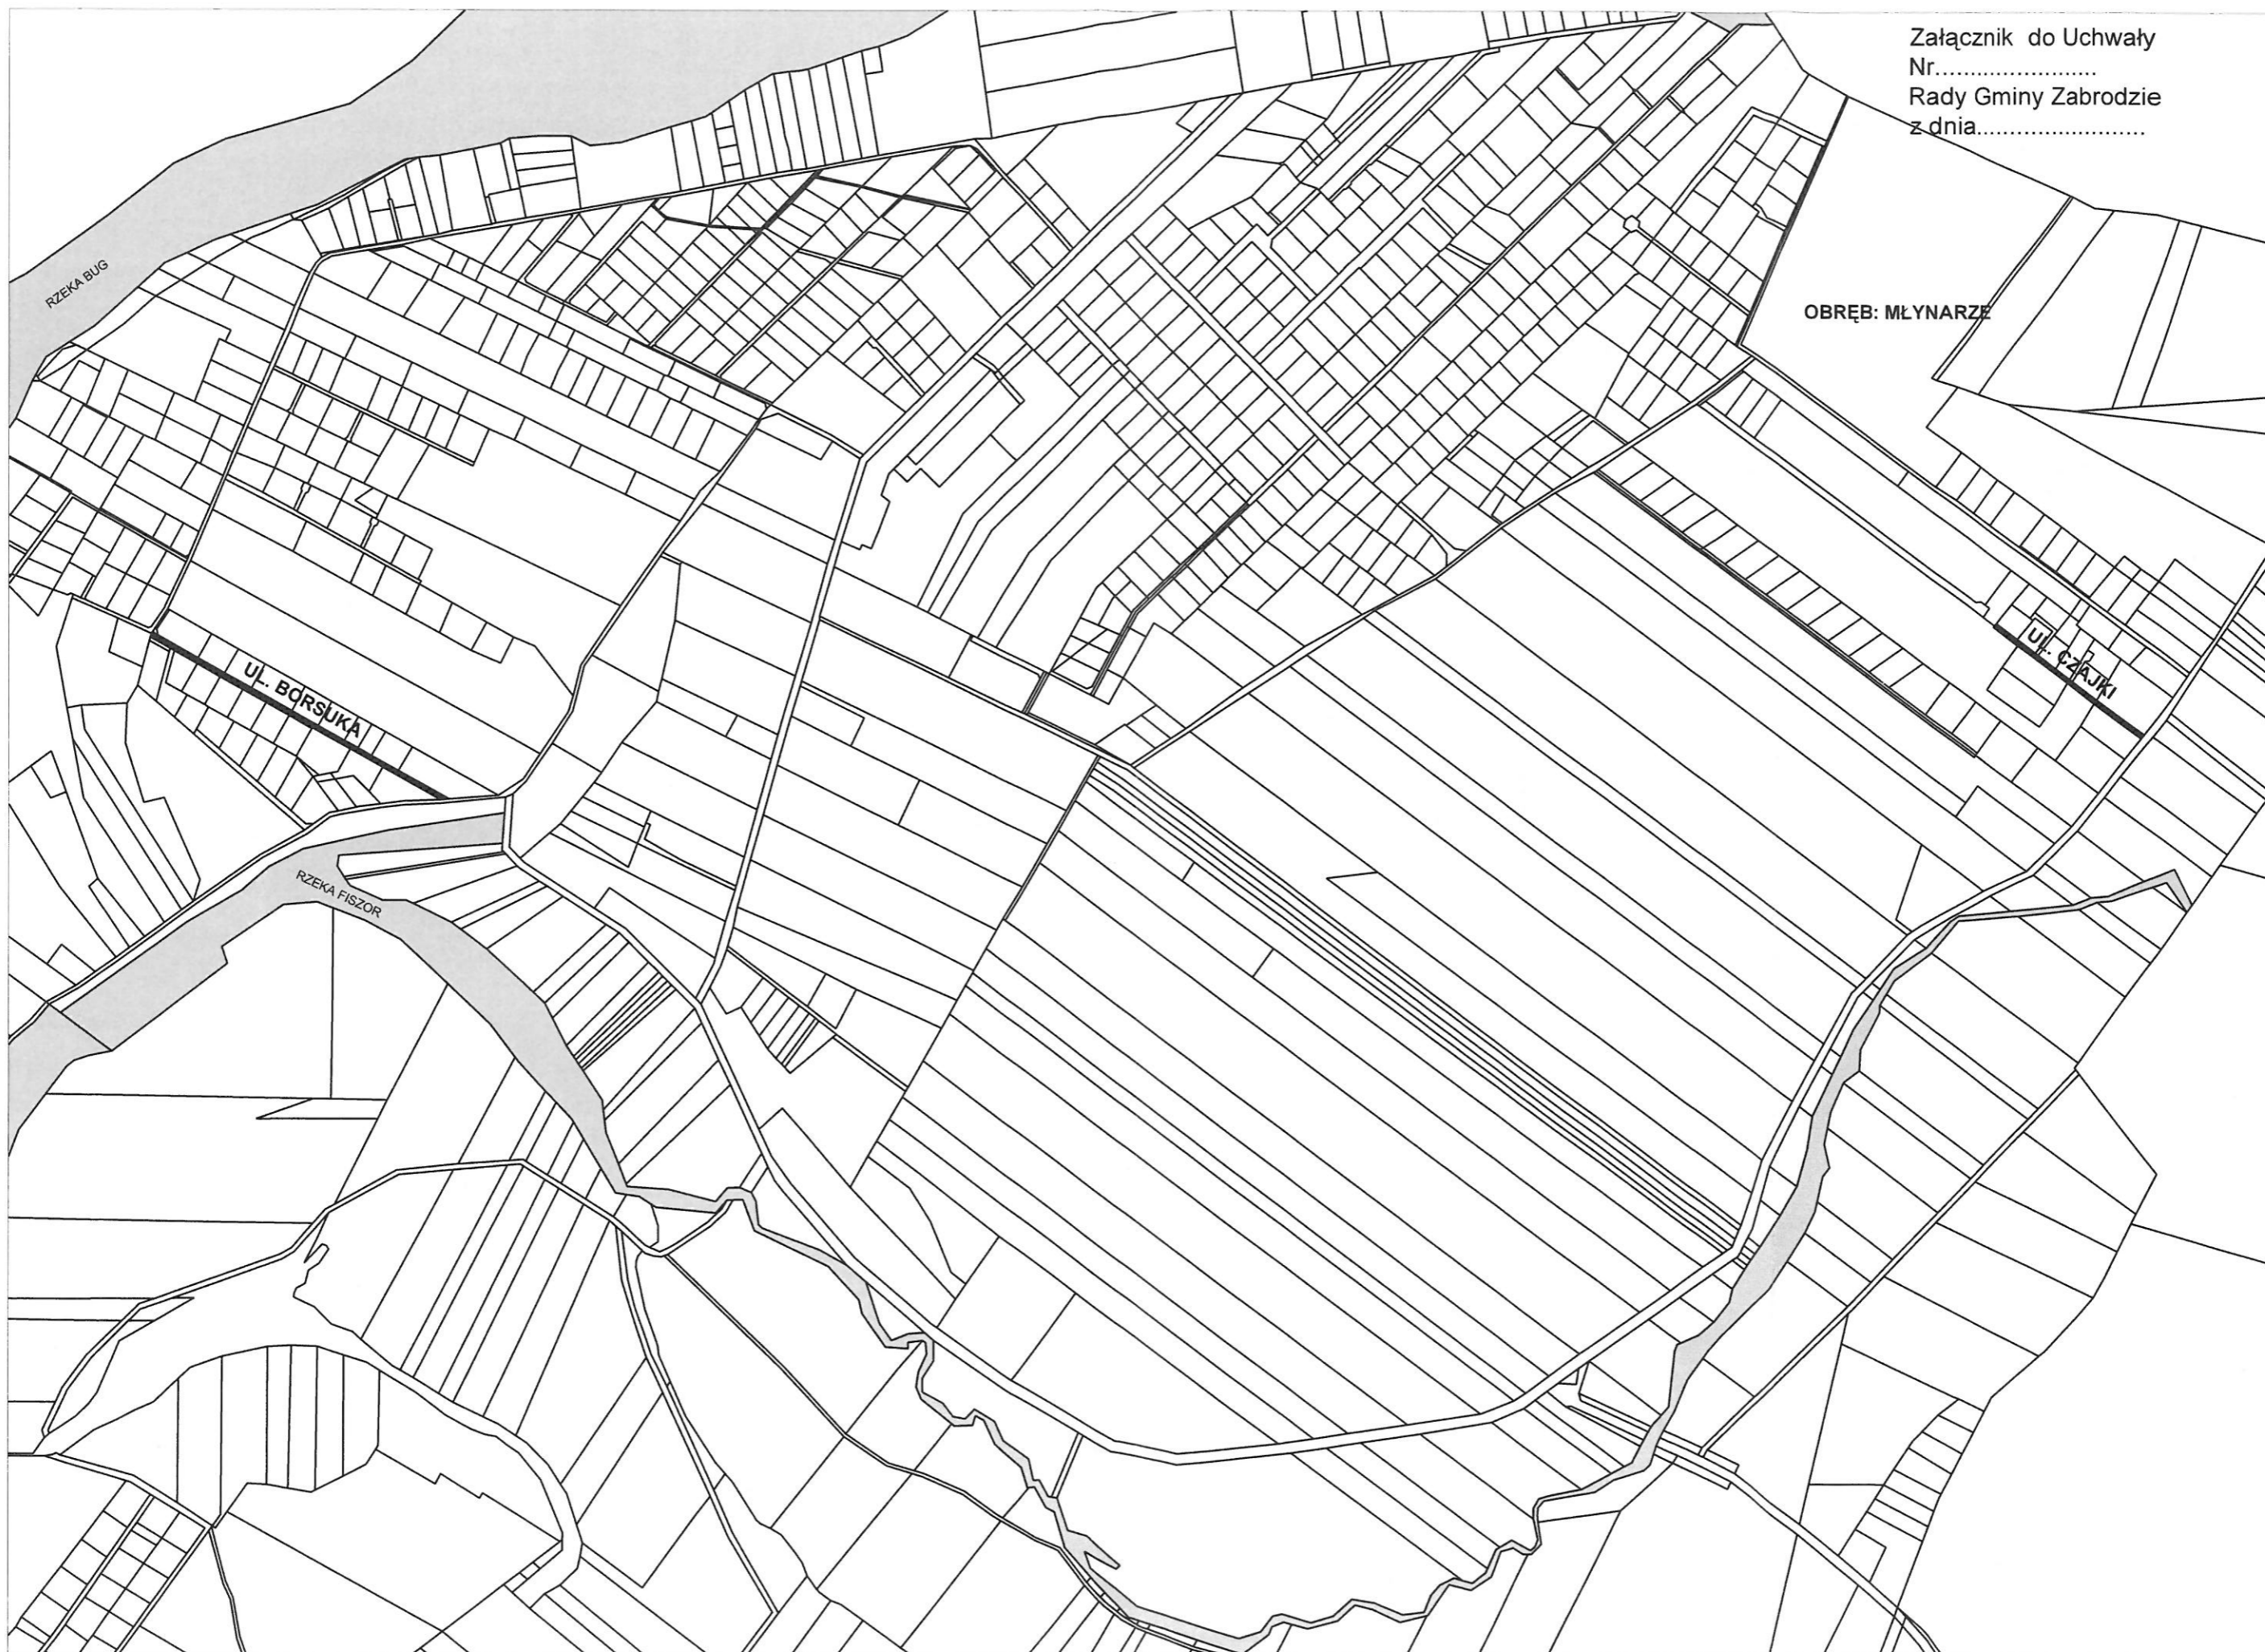 Załącznik do Uchwały
Nr.......................
Rady Gminy Zabrodzie
z dnia.........................
RZEKA BUG
OBRĘB: MŁYNARZE
UL. CZAJKI
UL. BORSUKA
RZEKA FISZOR